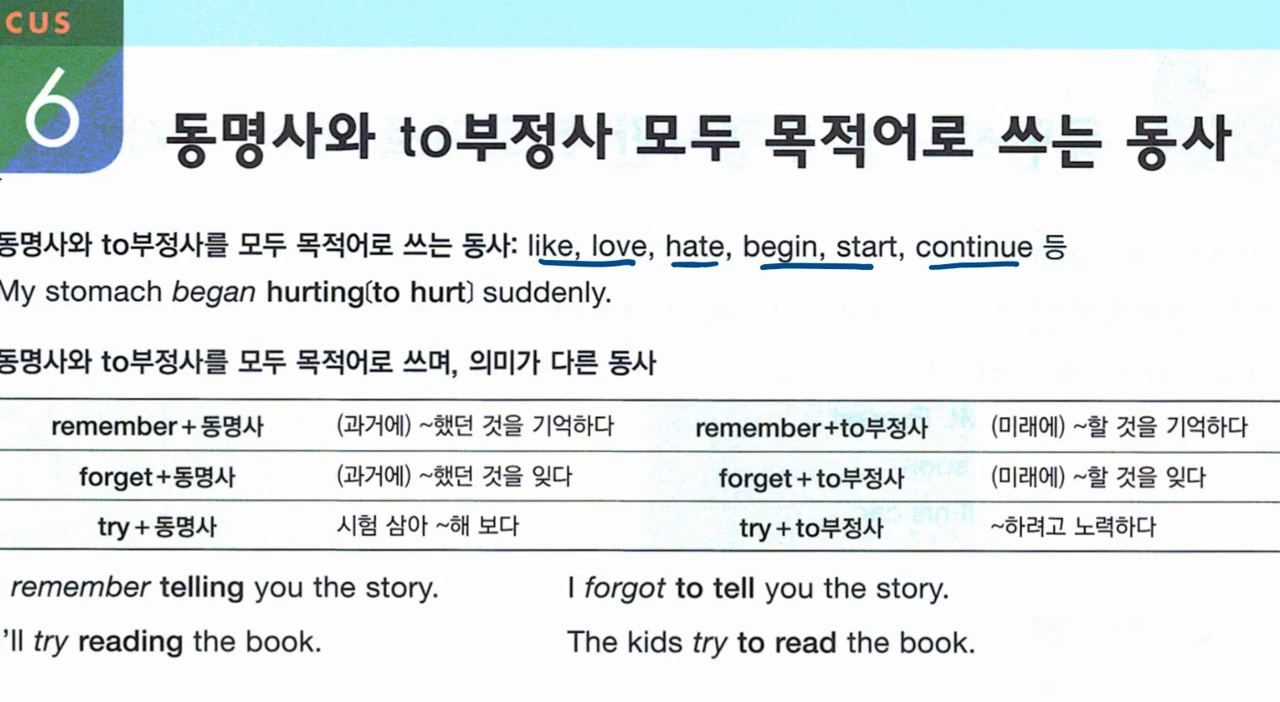 CUS
6
동명사와 to부정사 모두 목적어로 쓰는 동사
동명사와 to부정사를 모두 목적어로 쓰는 동사: like, love, hate, begin, start, continue 등
My stomach began hurting(to hurt) suddenly.
동명사와 to부정사를 모두 목적어로 쓰며, 의미가 다른 동사
remember+동명사 (과거에) ~했던 것을 기억하다 remember+to부정사 (미래에) ~할 것을 기억하다
forget+동명사 (과거에) ~했던 것을 잊다 forget+to부정사 (미래에) ~할 것을 잊다
try+동명사 시험 삼아 ~해 보다 try+to부정사 ~하려고 노력하다
remember telling you the story. I forgot to tell you the story.
'll try reading the book. The kids try to read the book.